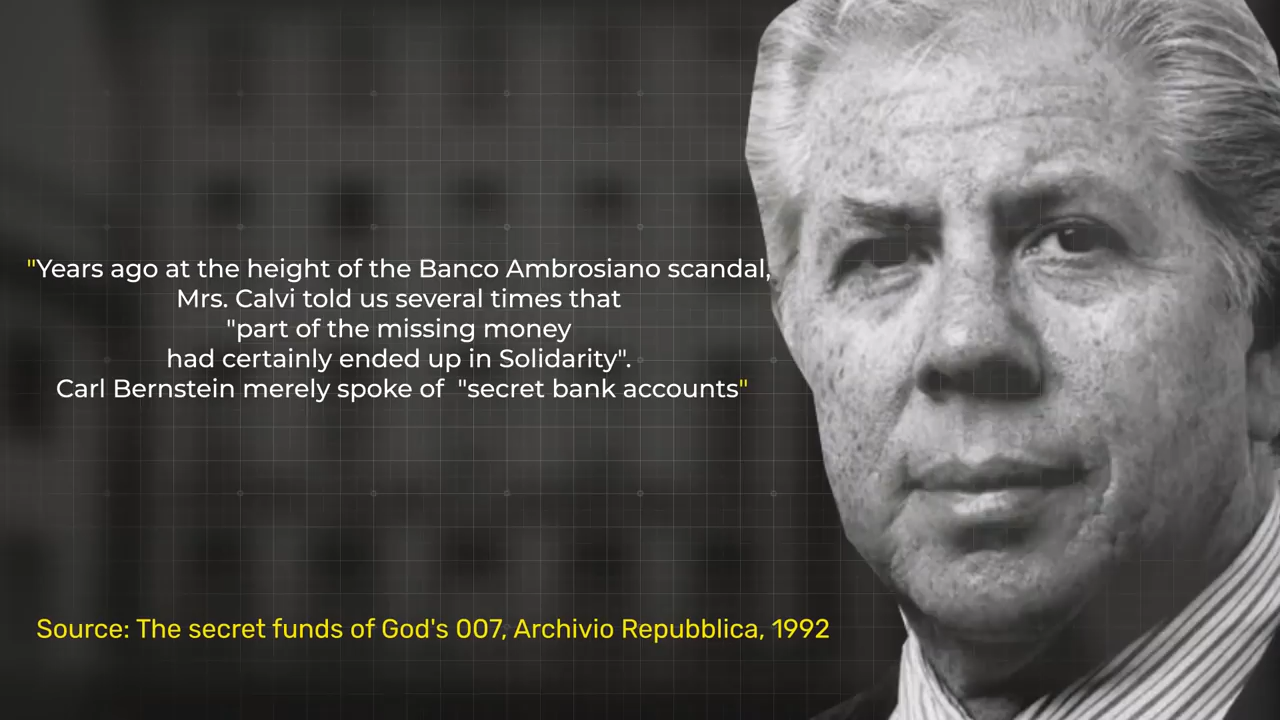 "Years ago at the height of the Banco Ambrosiano scandal,
Mrs. Calvi told us several times that
"part of the missing money
had certainly ended up in Solidarity".
Carl Bernstein merely spoke of  "secret bank accounts"
Source: The secret funds of God's 007, Archivio Repubblica, 1992